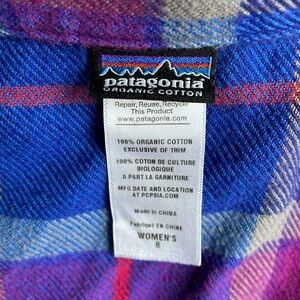 patagonia
ORGANIC COTTON
Repair, Reuse, Recycle
This Product
www.patagonia.com
100% ORGANIC COTTON
EXCLUSIVE OF TRIM
100% COTON DE CULTURE
BIOLOGIQUE
A PART LA GARNITURE
MFG DATE AND LOCATION
AT PCPSIA.COM
Made in CHINA
Fabriqué EN CHINE
WOMEN'S
8